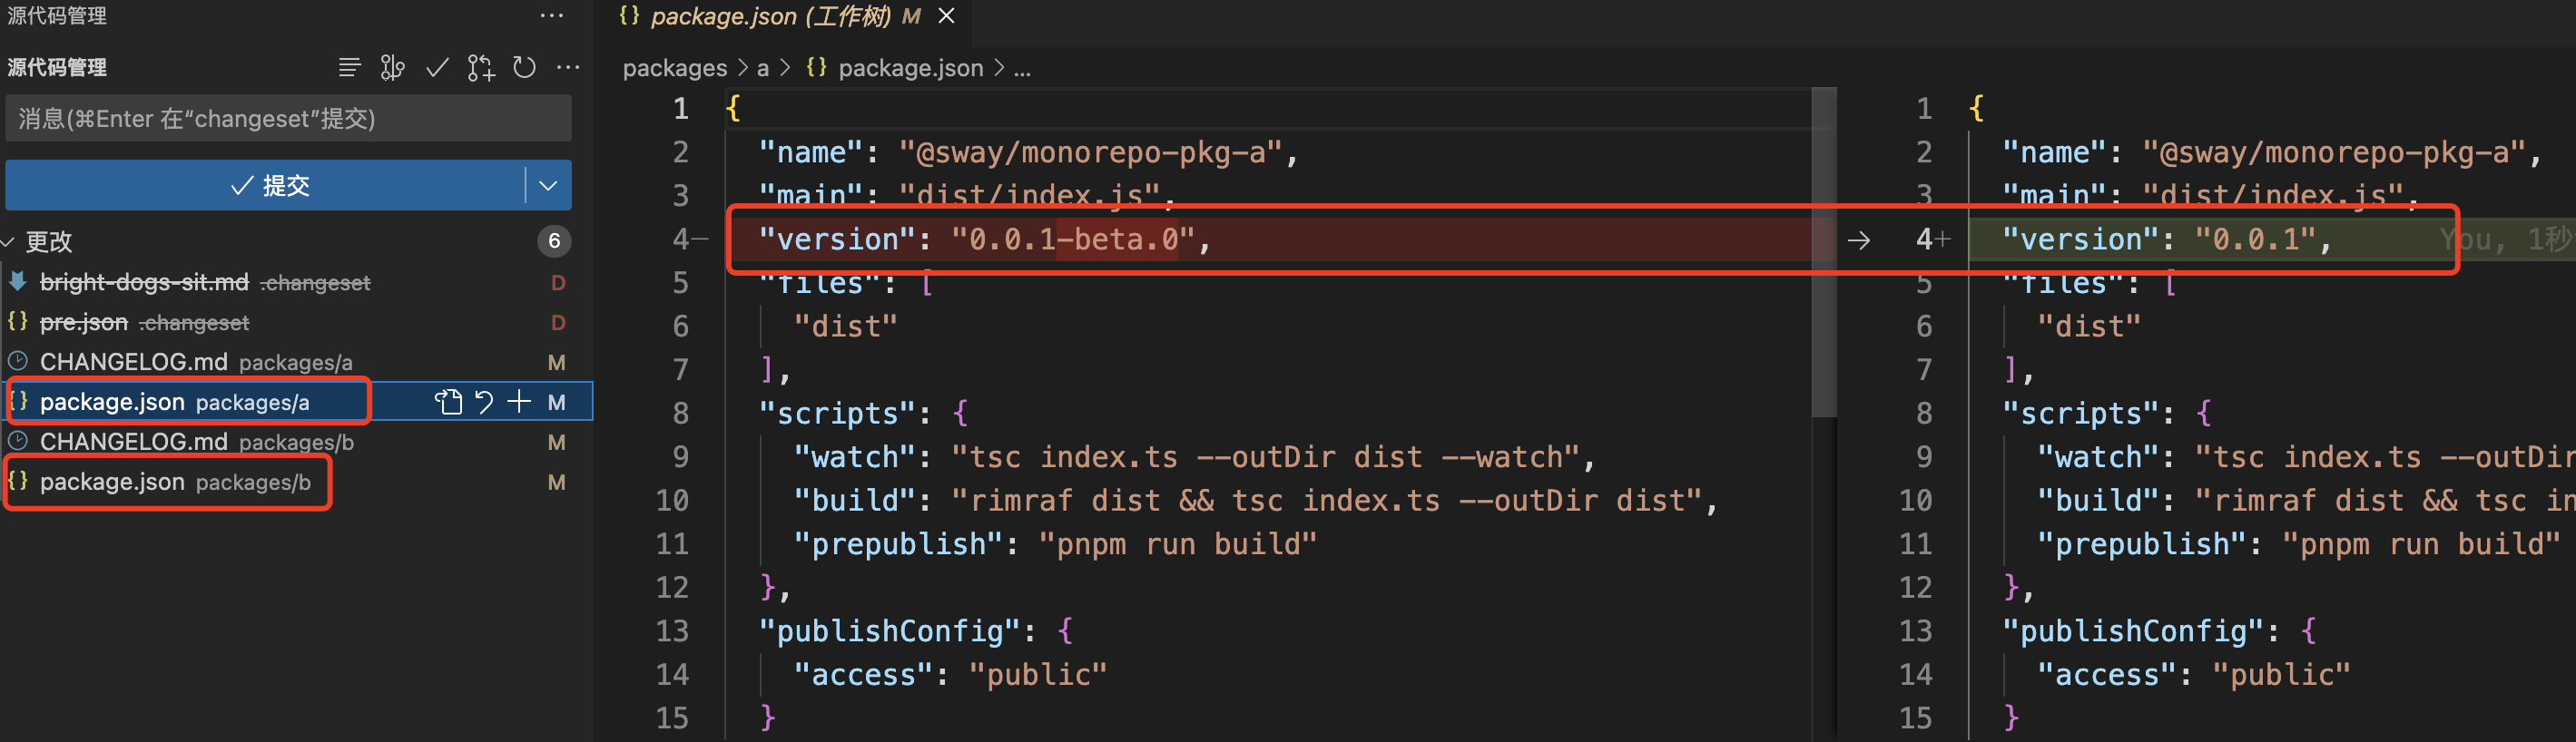 源代码管理
源代码管理
消息(⌘Enter 在“changeset”提交)
提交
更改 6
bright-dogs-sit.md .changeset D
pre.json .changeset D
CHANGELOG.md packages/a M
package.json packages/a M
CHANGELOG.md packages/b M
package.json packages/b M
package.json (工作树) M
packages > a > {} package.json > ...
1 {
2 "name": "@sway/monorepo-pkg-a",
3 "main": "dist/index.js",
4 "version": "0.0.1-beta.0",
5 "files": [
6 "dist"
7 ],
8 "scripts": {
9 "watch": "tsc index.ts --outDir dist --watch",
10 "build": "rimraf dist && tsc index.ts --outDir dist",
11 "prepublish": "pnpm run build"
12 },
13 "publishConfig": {
14 "access": "public"
15 }
1 {
2 "name": "@sway/monorepo-pkg-a",
3 "main": "dist/index.js",
4+ "version": "0.0.1", You, 1秒
5 "files": [
6 "dist"
7 ],
8 "scripts": {
9 "watch": "tsc index.ts --outDir
10 "build": "rimraf dist && tsc in
11 "prepublish": "pnpm run build"
12 },
13 "publishConfig": {
14 "access": "public"
15 }